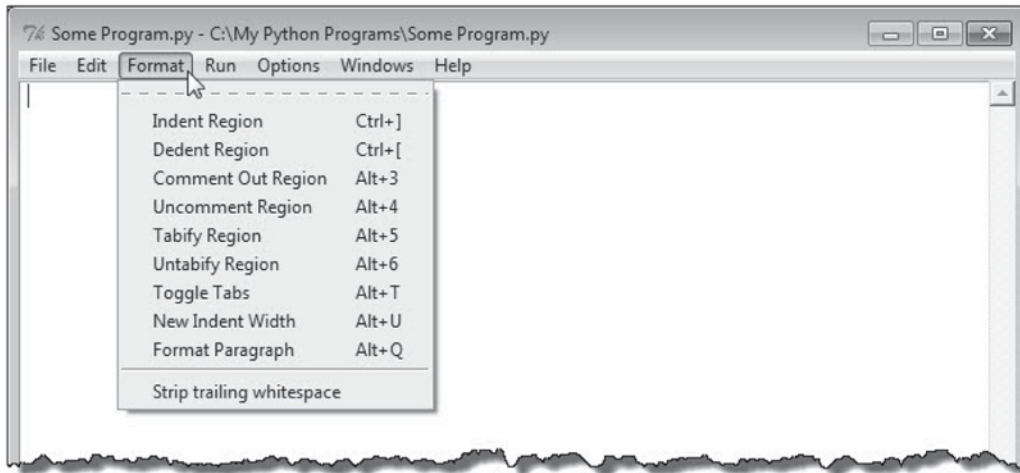 Some Program.py - C:\My Python Programs\Some Program.py
File Edit Format Run Options Windows Help
Indent Region Ctrl+]
Dedent Region Ctrl+[
Comment Out Region Alt+3
Uncomment Region Alt+4
Tabify Region Alt+5
Untabify Region Alt+6
Toggle Tabs Alt+T
New Indent Width Alt+U
Format Paragraph Alt+Q
Strip trailing whitespace